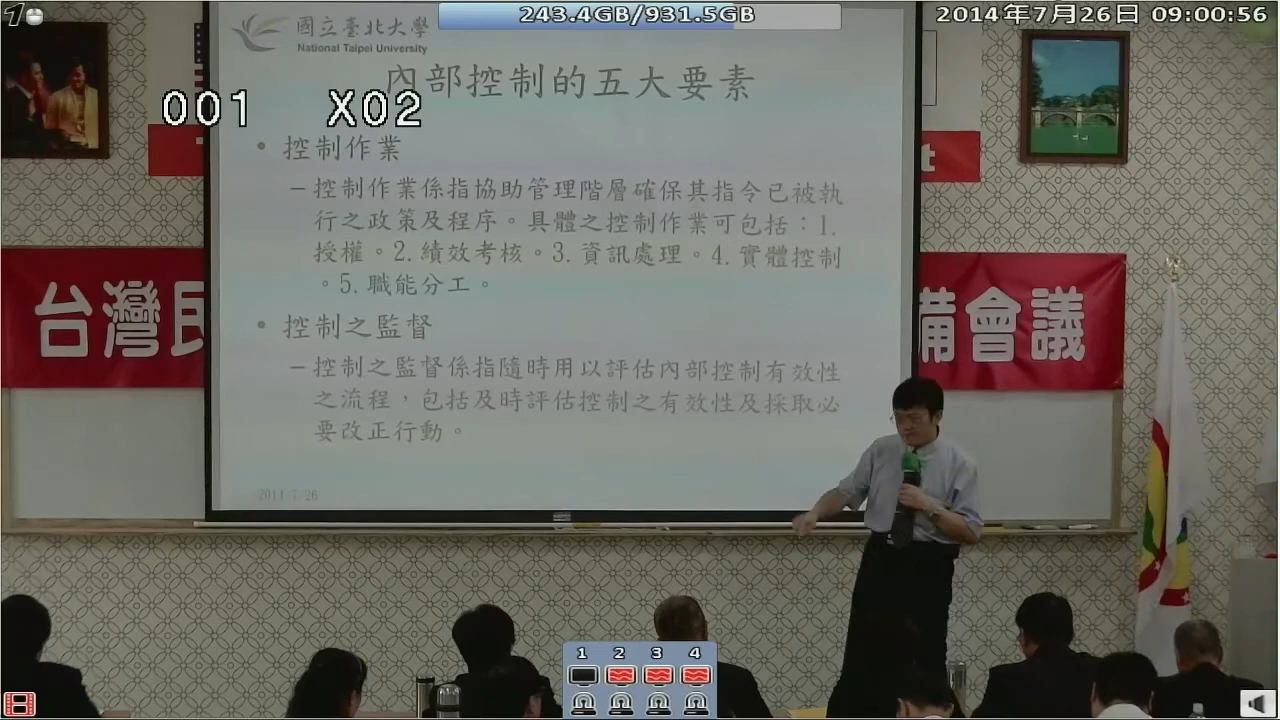 243.4GB/931.5GB
2014年7月26日 09:00:56
1
國立臺北大學
National Taipei University
內部控制的五大要素
001 X02
• 控制作業
–控制作業係指協助管理階層確保其指令已被執
行之政策及程序。具體之控制作業可包括：1.
授權。2.績效考核。3.資訊處理。4.實體控制
。5.職能分工。
• 控制之監督
–控制之監督係指隨時用以評估內部控制有效性
之流程，包括及時評估控制之有效性及採取必
要改正行動。
t
台灣民
備會議
1 2 3 4